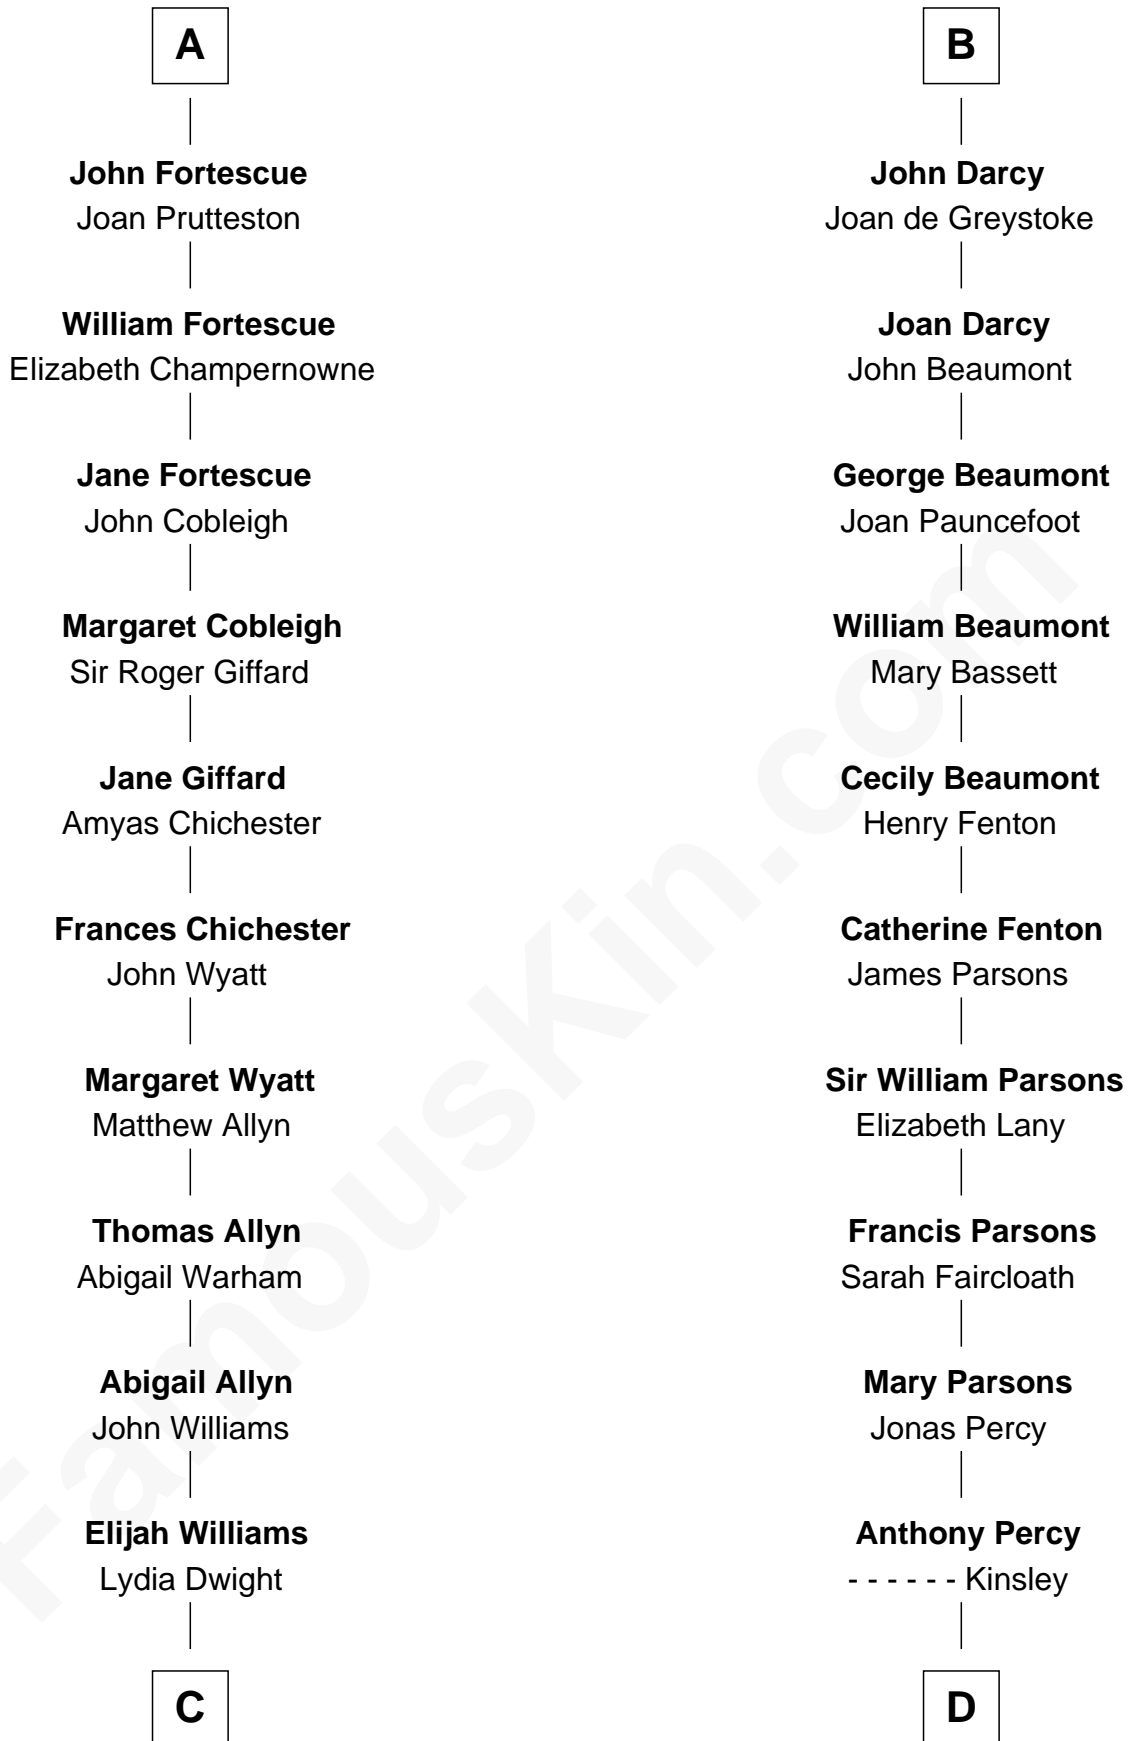 A
John Fortescue
Joan Prutteston
William Fortescue
Elizabeth Champernowne
Jane Fortescue
John Cobleigh
Margaret Cobleigh
Sir Roger Giffard
Jane Giffard
Amyas Chichester
Frances Chichester
John Wyatt
Margaret Wyatt
Matthew Allyn
Thomas Allyn
Abigail Warham
Abigail Allyn
John Williams
Elijah Williams
Lydia Dwight
C
B
John Darcy
Joan de Greystoke
Joan Darcy
John Beaumont
George Beaumont
Joan Pauncefoot
William Beaumont
Mary Bassett
Cecily Beaumont
Henry Fenton
Catherine Fenton
James Parsons
Sir William Parsons
Elizabeth Lany
Francis Parsons
Sarah Faircloath
Mary Parsons
Jonas Percy
Anthony Percy
- - - - - - Kinsley
D
FamousKin.com